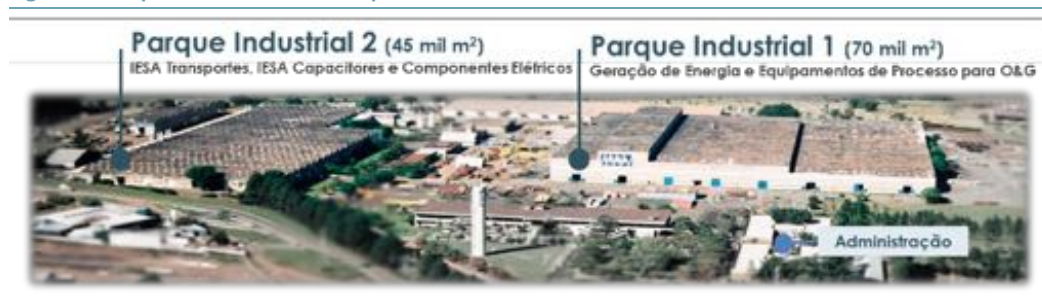 Parque Industrial 2 (45 mil m²)
IESA Transportes, IESA Capacitores e Componentes Elétricos
Parque Industrial 1 (70 mil m²)
Geração de Energia e Equipamentos de Processo para O&G
Administração